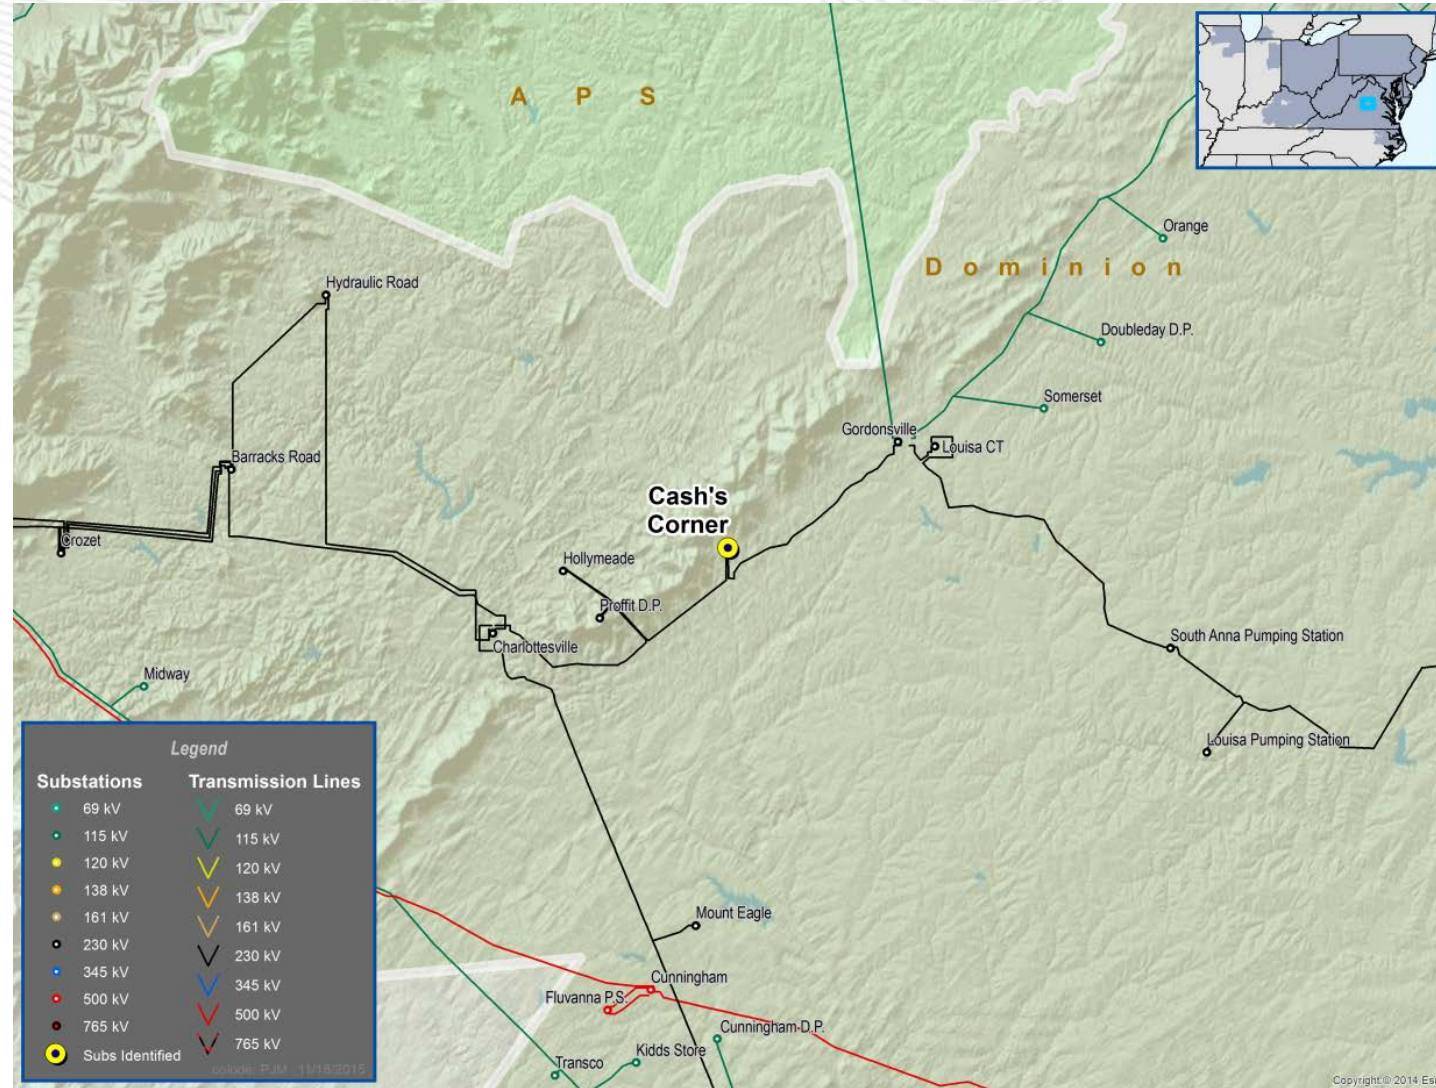 A P S
Dominion
Orange
Hydraulic Road
Doubleday D.P.
Somerset
Gordonsville
Louisa CT
Barracks Road
Cash's
Corner
Crozet
Hollymeade
Proffit D.P.
Charlottesville
South Anna Pumping Station
Midway
Louisa Pumping Station
Legend
Substations
69 kV
115 kV
120 kV
138 kV
161 kV
230 kV
345 kV
500 kV
765 kV
Subs Identified
Transmission Lines
69 kV
115 kV
120 kV
138 kV
161 kV
230 kV
345 kV
500 kV
765 kV
Mount Eagle
Cunningham
Fluvanna P.S.
Cunningham D.P.
Kidds Store
Transco
Copyright:© 2014 Es